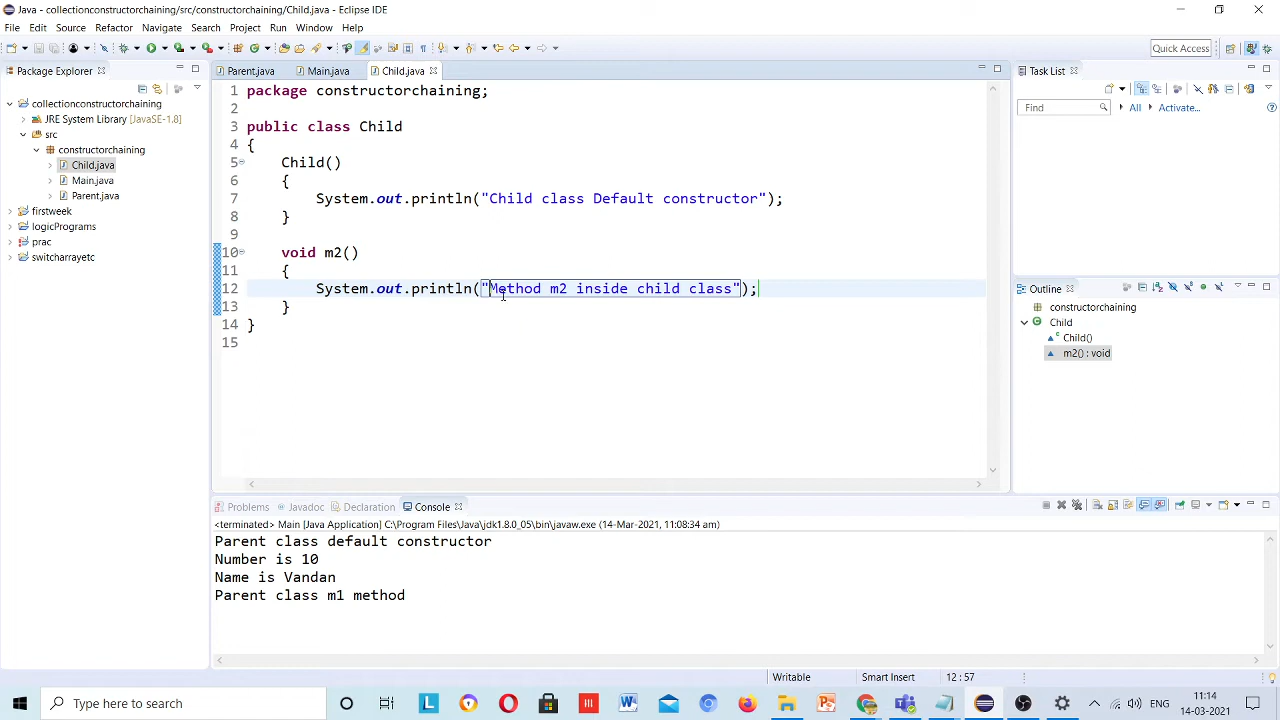 Java - collectionconstructorchaining/src/constructorchaining/Child.java - Eclipse IDE
File Edit Source Refactor Navigate Search Project Run Window Help
Quick Access
Package Explorer
Parent.java Main.java Child.java
Task List
collectionconstructorchaining
JRE System Library [JavaSE-1.8]
src
constructorchaining
Child.java
Main.java
Parent.java
firstweek
logicPrograms
prac
switcharrayetc
1 package constructorchaining;
2
3 public class Child
4 {
5 Child()
6 {
7 System.out.println("Child class Default constructor");
8 }
9
10 void m2()
11 {
12 System.out.println("Method m2 inside child class");
13 }
14 }
15
Find All Activate...
Outline
constructorchaining
Child
Child()
m2() : void
Problems Javadoc Declaration Console
<terminated> Main [Java Application] C:\Program Files\Java\jdk1.8.0_05\bin\javaw.exe (14-Mar-2021, 11:08:34 am)
Parent class default constructor
Number is 10
Name is Vandan
Parent class m1 method
Writable Smart Insert 12 : 57
Type here to search
11:14
14-03-2021